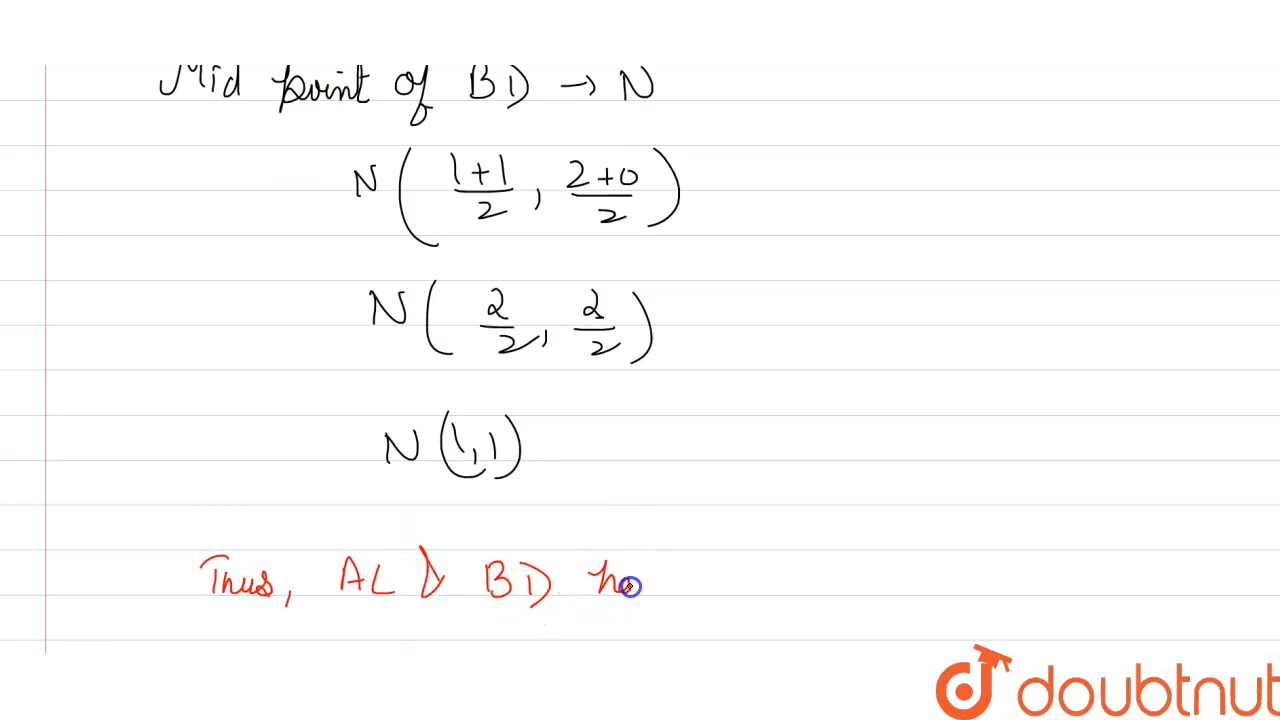 Mid point of BD → N
N ( 1+1/2 , 2+0/2 )
N ( 2/2 , 2/2 )
N (1,1)
Thus, AC & BD ha
doubtnut